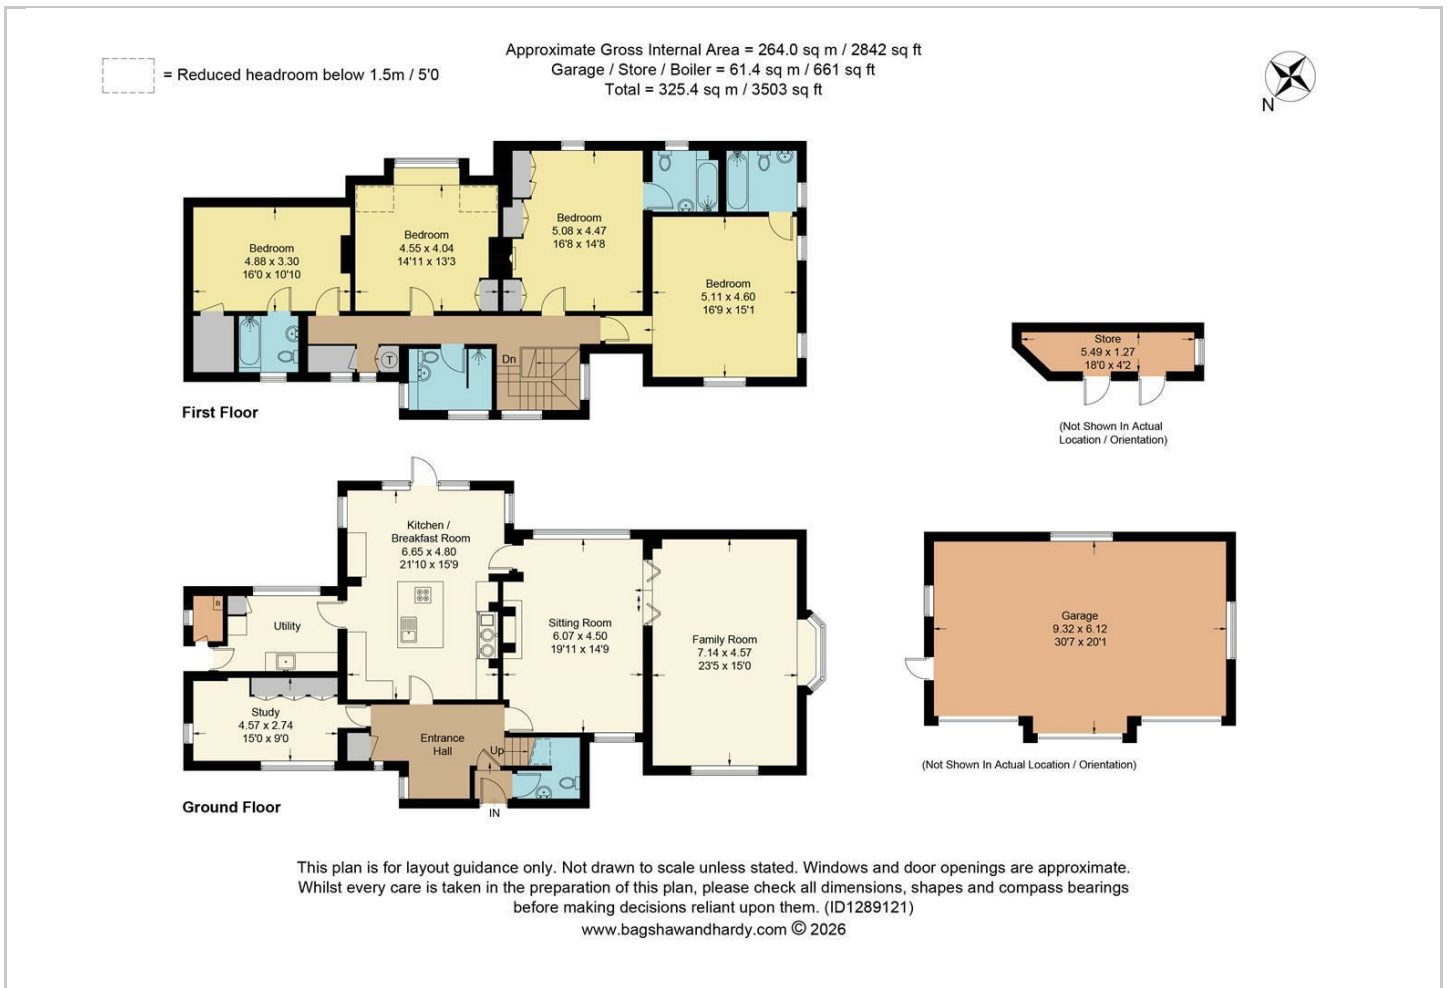 Approximate Gross Internal Area = 264.0 sq m / 2842 sq ft
Garage / Store / Boiler = 61.4 sq m / 661 sq ft
Total = 325.4 sq m / 3503 sq ft
= Reduced headroom below 1.5m / 5'0
N
Bedroom
4.88 x 3.30
16'0 x 10'10
Bedroom
4.55 x 4.04
14'11 x 13'3
Bedroom
5.08 x 4.47
16'8 x 14'8
Bedroom
5.11 x 4.60
16'9 x 15'1
T
Dn
First Floor
Store
5.49 x 1.27
18'0 x 4'2
(Not Shown In Actual
Location / Orientation)
Kitchen /
Breakfast Room
6.65 x 4.80
21'10 x 15'9
B
Utility
Sitting Room
6.07 x 4.50
19'11 x 14'9
Family Room
7.14 x 4.57
23'5 x 15'0
Study
4.57 x 2.74
15'0 x 9'0
Entrance
Hall
Up
IN
Ground Floor
Garage
9.32 x 6.12
30'7 x 20'1
(Not Shown In Actual Location / Orientation)
This plan is for layout guidance only. Not drawn to scale unless stated. Windows and door openings are approximate.
Whilst every care is taken in the preparation of this plan, please check all dimensions, shapes and compass bearings
before making decisions reliant upon them. (ID1289121)
www.bagshawandhardy.com © 2026